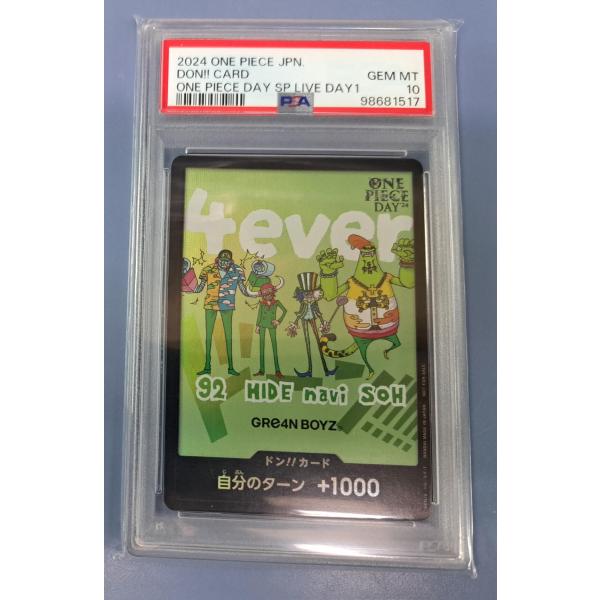 2024 ONE PIECE JPN.
DON!! CARD GEM MT
ONE PIECE DAY SP LIVE DAY 1 10
PSA 98681517
ONE
PIECE
DAY'24
4ever
92 HIDE navi SOH
GRe4N BOYZ
ドン!!カード
自分のターン +1000